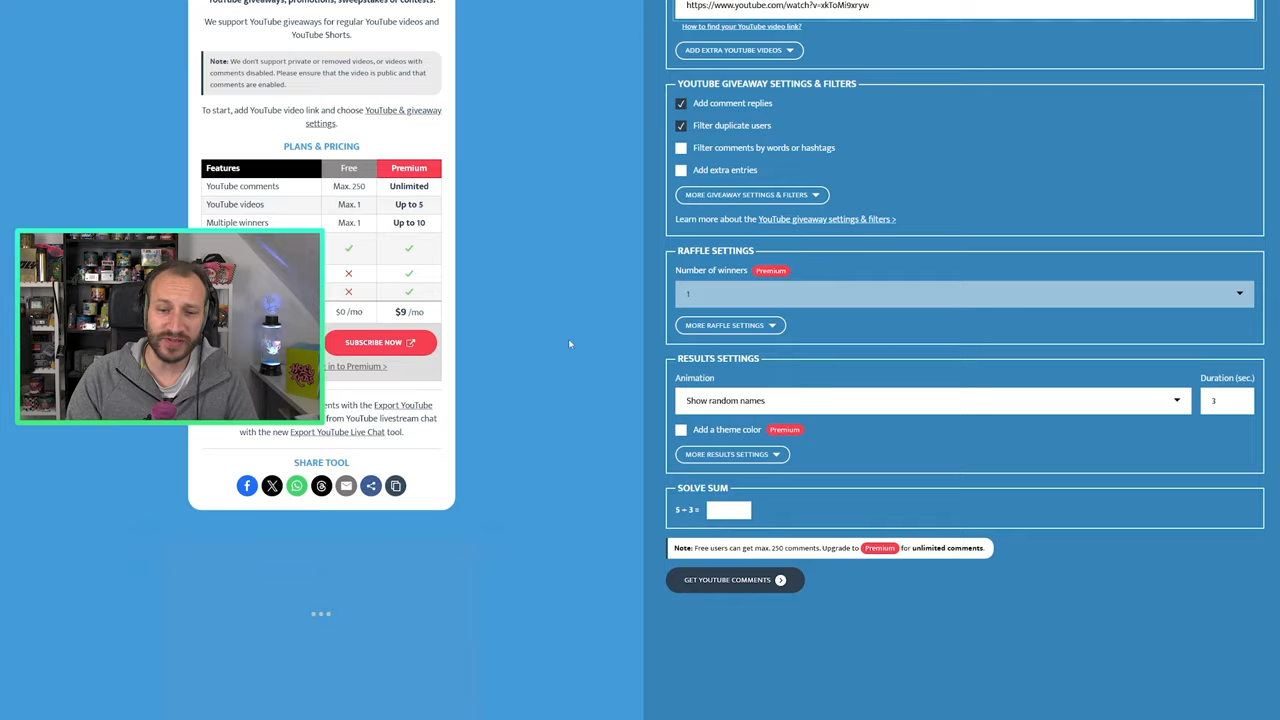 YouTube giveaways, promotions, sweepstakes or contests.
We support YouTube giveaways for regular YouTube videos and
YouTube Shorts.
Note: We don't support private or removed videos, or videos with
comments disabled. Please ensure that the video is public and that
comments are enabled.
To start, add YouTube video link and choose YouTube & giveaway
settings.
PLANS & PRICING
Features Free Premium
YouTube comments Max. 250 Unlimited
YouTube videos Max. 1 Up to 5
Multiple winners Max. 1 Up to 10
$0 /mo $9 /mo
SUBSCRIBE NOW
in to Premium >
with the Export YouTube
from YouTube livestream chat
with the new Export YouTube Live Chat tool.
SHARE TOOL
https://www.youtube.com/watch?v=xkToMi9xryw
How to find your YouTube video link?
ADD EXTRA YOUTUBE VIDEOS
YOUTUBE GIVEAWAY SETTINGS & FILTERS
Add comment replies
Filter duplicate users
Filter comments by words or hashtags
Add extra entries
MORE GIVEAWAY SETTINGS & FILTERS
Learn more about the YouTube giveaway settings & filters >
RAFFLE SETTINGS
Number of winners Premium
1
MORE RAFFLE SETTINGS
RESULTS SETTINGS
Animation Duration (sec.)
Show random names 3
Add a theme color Premium
MORE RESULTS SETTINGS
SOLVE SUM
5 + 3 =
Note: Free users can get max. 250 comments. Upgrade to Premium for unlimited comments.
GET YOUTUBE COMMENTS